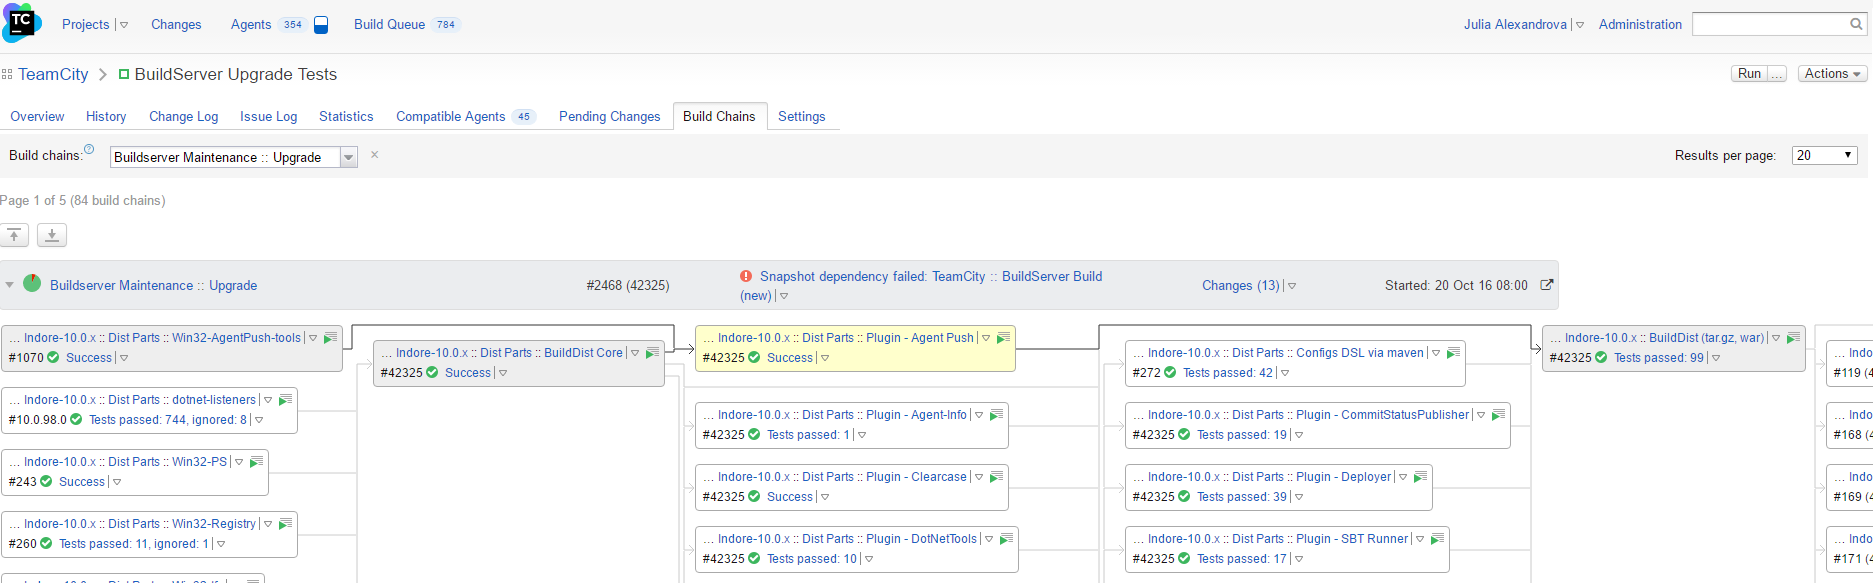 TC
Projects Changes Agents 354 Build Queue 784 Julia Alexandrova Administration
TeamCity BuildServer Upgrade Tests Run ... Actions
Overview History Change Log Issue Log Statistics Compatible Agents 45 Pending Changes Build Chains Settings
Build chains: ? Buildserver Maintenance :: Upgrade × Results per page: 20
Page 1 of 5 (84 build chains)
Buildserver Maintenance :: Upgrade #2468 (42325) Snapshot dependency failed: TeamCity :: BuildServer Build (new) Changes (13) Started: 20 Oct 16 08:00
... Indore-10.0.x :: Dist Parts :: Win32-AgentPush-tools
#1070 Success
... Indore-10.0.x :: Dist Parts :: dotnet-listeners
#10.0.98.0 Tests passed: 744, ignored: 8
... Indore-10.0.x :: Dist Parts :: Win32-PS
#243 Success
... Indore-10.0.x :: Dist Parts :: Win32-Registry
#260 Tests passed: 11, ignored: 1
... Indore-10.0.x :: Dist Parts :: BuildDist Core
#42325 Success
... Indore-10.0.x :: Dist Parts :: Plugin - Agent Push
#42325 Success
... Indore-10.0.x :: Dist Parts :: Plugin - Agent-Info
#42325 Tests passed: 1
... Indore-10.0.x :: Dist Parts :: Plugin - Clearcase
#42325 Success
... Indore-10.0.x :: Dist Parts :: Plugin - DotNetTools
#42325 Tests passed: 10
... Indore-10.0.x :: Dist Parts :: Configs DSL via maven
#272 Tests passed: 42
... Indore-10.0.x :: Dist Parts :: Plugin - CommitStatusPublisher
#42325 Tests passed: 19
... Indore-10.0.x :: Dist Parts :: Plugin - Deployer
#42325 Tests passed: 39
... Indore-10.0.x :: Dist Parts :: Plugin - SBT Runner
#42325 Tests passed: 17
... Indore-10.0.x :: BuildDist (tar.gz, war)
#42325 Tests passed: 99
... Indo
#119 (4
... Indo
#168 (4
... Indo
#169 (4
... Indo
#171 (4